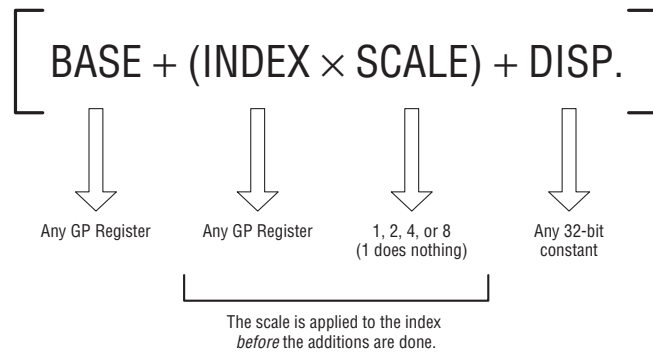 [BASE + (INDEX × SCALE) + DISP.]
Any GP Register
Any GP Register
1, 2, 4, or 8
(1 does nothing)
Any 32-bit
constant
The scale is applied to the index
before the additions are done.